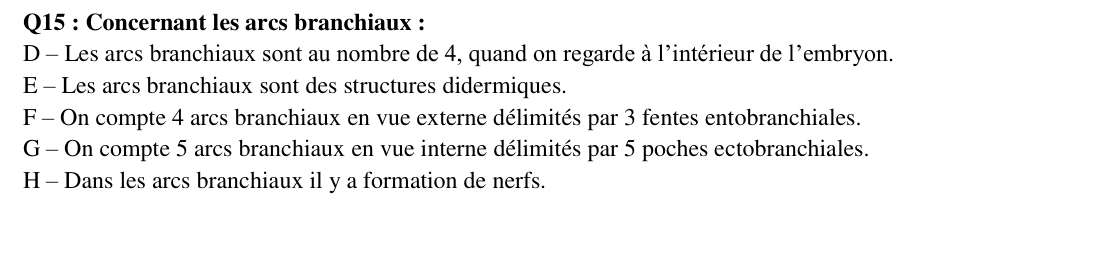 Q15 : Concernant les arcs branchiaux :
D – Les arcs branchiaux sont au nombre de 4, quand on regarde à l’intérieur de l’embryon.
E – Les arcs branchiaux sont des structures didermiques.
F – On compte 4 arcs branchiaux en vue externe délimités par 3 fentes entobranchiales.
G – On compte 5 arcs branchiaux en vue interne délimités par 5 poches ectobranchiales.
H – Dans les arcs branchiaux il y a formation de nerfs.